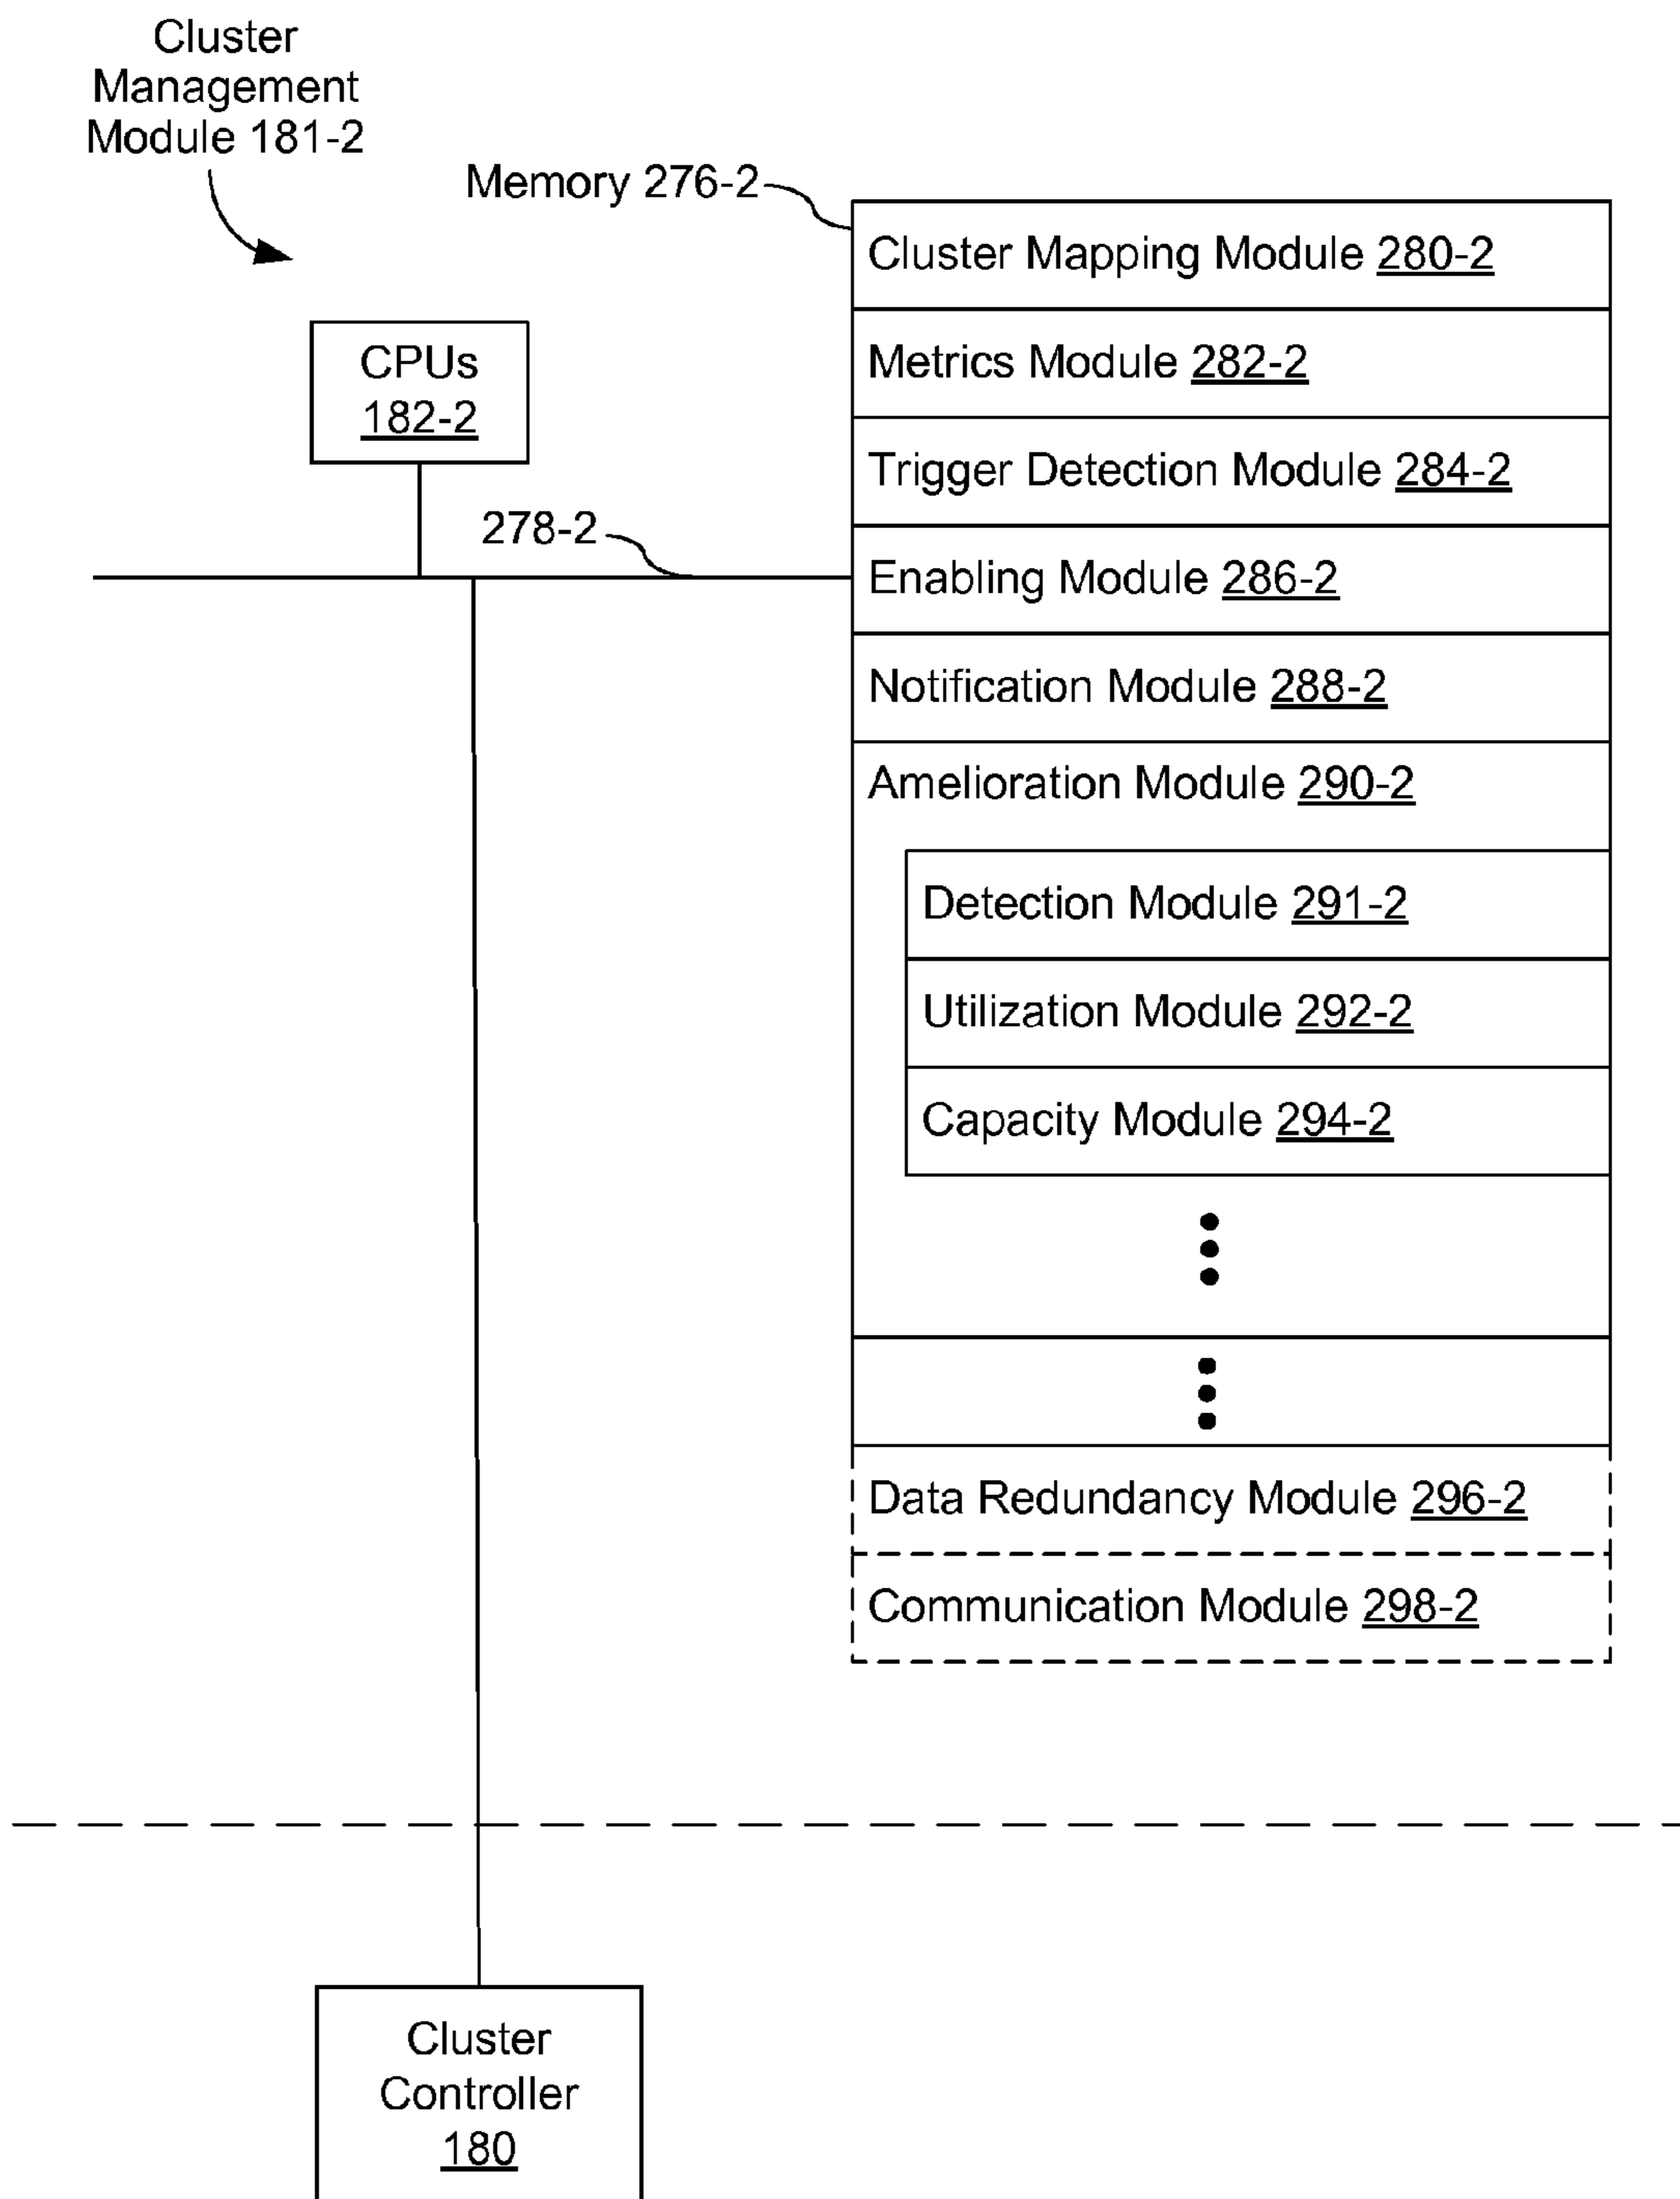 Cluster
Management
Module 181-2
Memory 276-2
Cluster Mapping Module 280-2
Metrics Module 282-2
CPUs
182-2
Trigger Detection Module 284-2
278-2
Enabling Module 286-2
Notification Module 288-2
Amelioration Module 290-2
Detection Module 291-2
Utilization Module 292-2
Capacity Module 294-2
Data Redundancy Module 296-2
Communication Module 298-2
Cluster
Controller
180